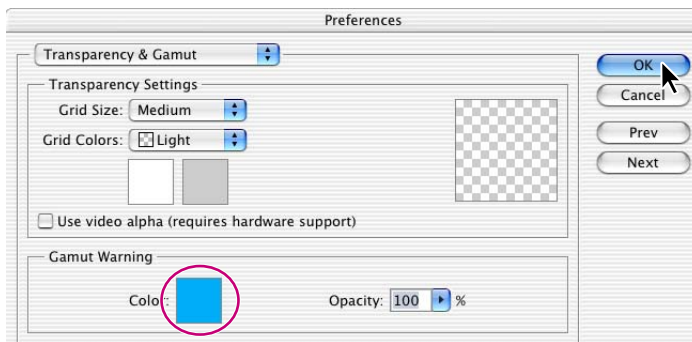 Preferences
Transparency & Gamut
OK
Transparency Settings
Cancel
Grid Size: Medium
Prev
Grid Colors: Light
Next
Use video alpha (requires hardware support)
Gamut Warning
Color:
Opacity: 100 %